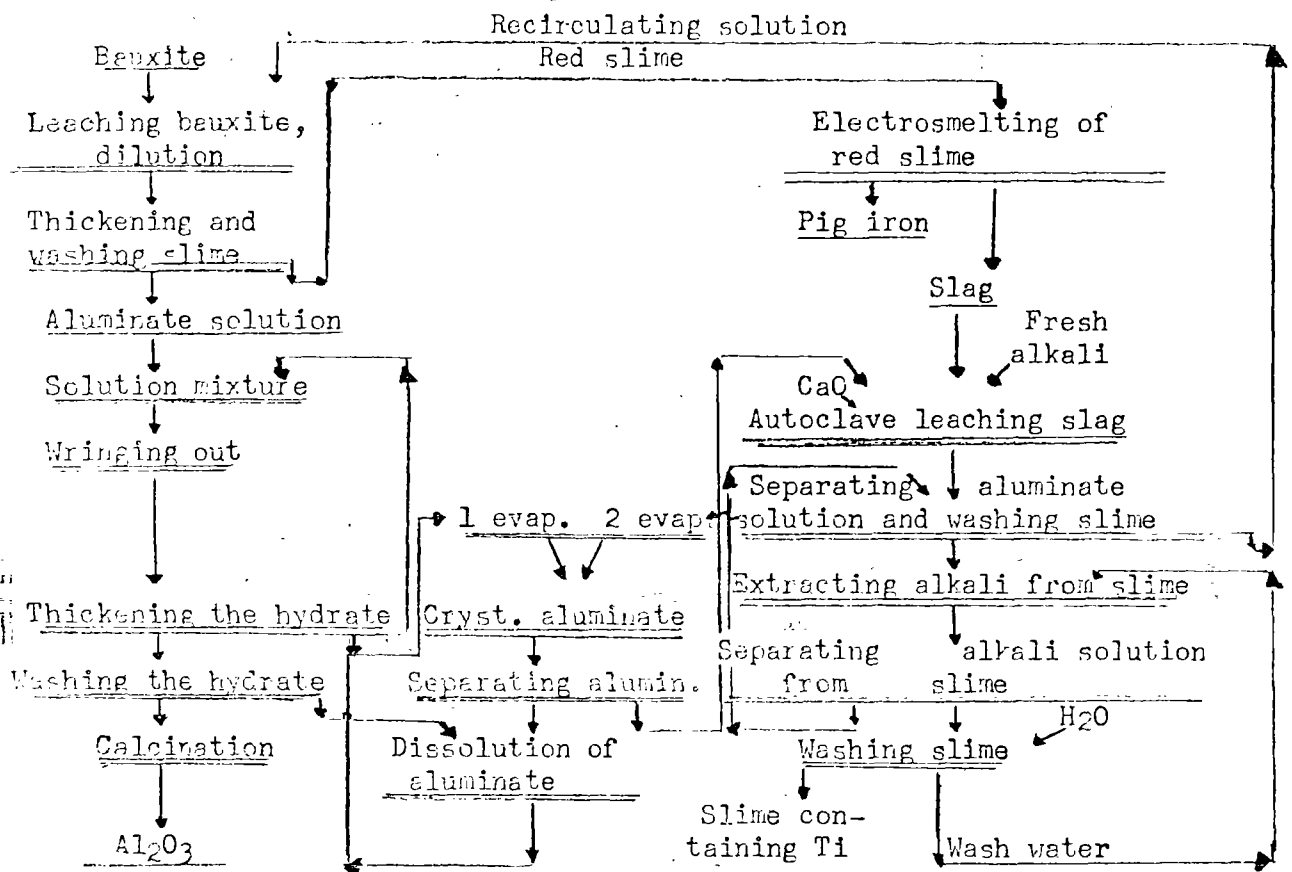 Recirculating solution
Bauxite
Red slime
Leaching bauxite,
dilution
Electrosmelting of
red slime
Thickening and
washing slime
Pig iron
Slag
Aluminate solution
Fresh
alkali
Solution mixture
CaO
Autoclave leaching slag
Wringing out
Separating aluminate
solution and washing slime
1 evap. 2 evap.
Extracting alkali from slime
Thickening the hydrate
Cryst. aluminate
Separating alkali solution
from slime
Washing the hydrate
Separating alumin.
H2O
Calcination
Dissolution of
aluminate
Washing slime
Slime con-
taining Ti
Al2O3
Wash water